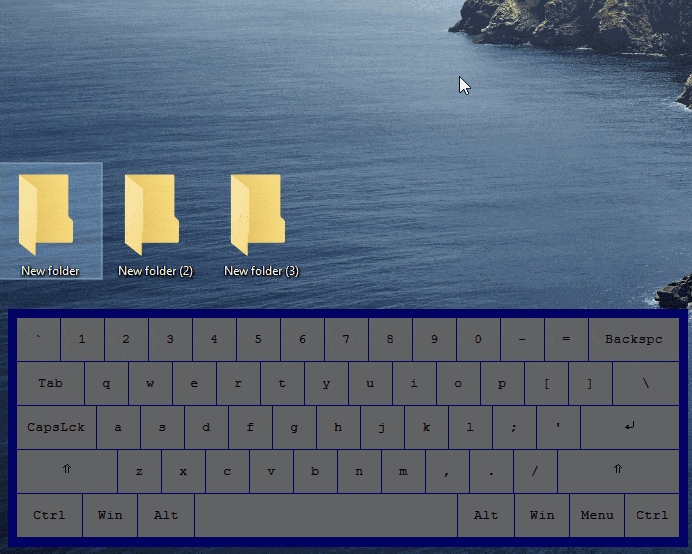 New folder New folder (2) New folder (3)
` 1 2 3 4 5 6 7 8 9 0 - = Backspc
Tab q w e r t y u i o p [ ] \
CapsLck a s d f g h j k l ; ' ↵
⇧ z x c v b n m , . / ⇧
Ctrl Win Alt Alt Win Menu Ctrl